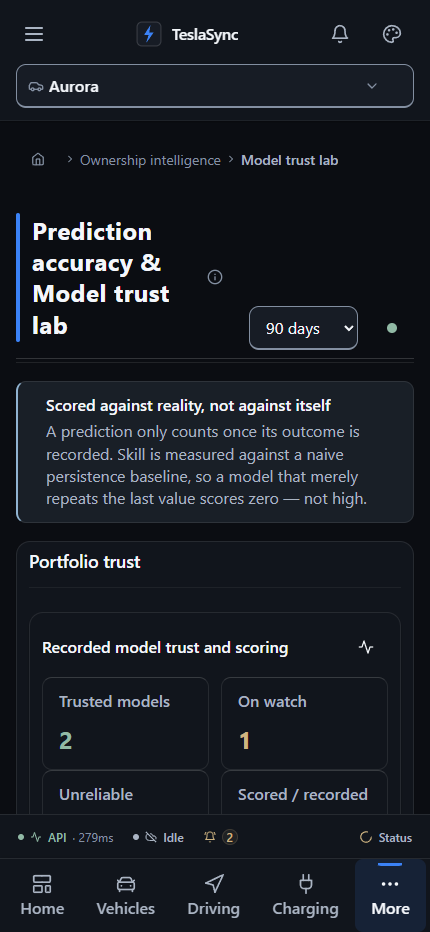 TeslaSync
Aurora
Ownership intelligence
Model trust lab
Prediction
accuracy &
Model trust
lab
90 days
Scored against reality, not against itself
A prediction only counts once its outcome is
recorded. Skill is measured against a naive
persistence baseline, so a model that merely
repeats the last value scores zero — not high.
Portfolio trust
Recorded model trust and scoring
Trusted models
On watch
2
1
Unreliable
Scored / recorded
API · 279ms
Idle
2
Status
Home
Vehicles
Driving
Charging
More